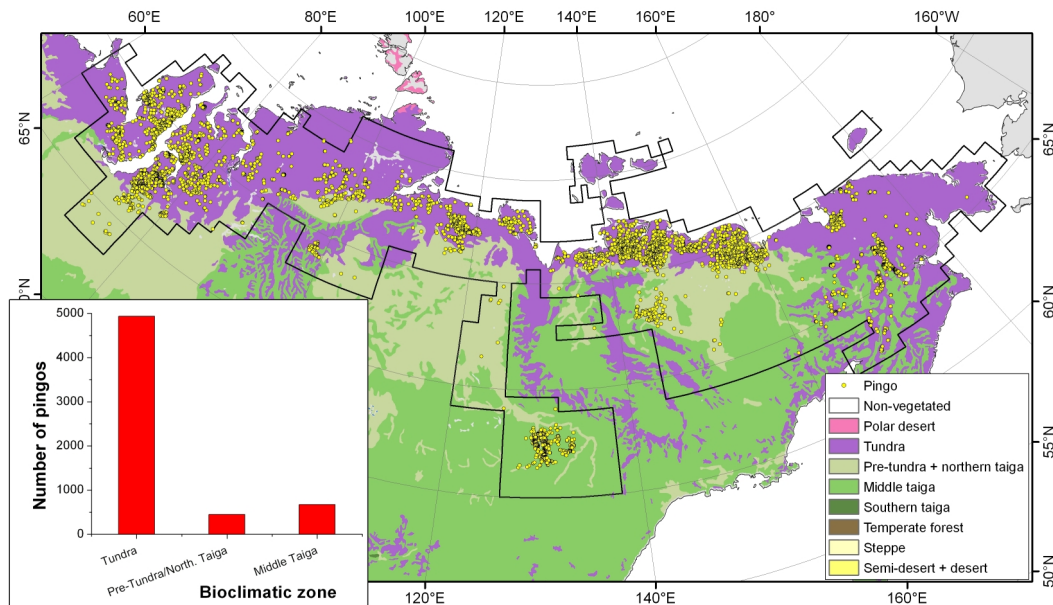 60°E 80°E 100°E 120°E 140°E 160°E 180° 160°W
65°N
65°N
0°N
60°N
55°N
50°N
120°E 140°E 160°E
Pingo
Non-vegetated
Polar desert
Tundra
Pre-tundra + northern taiga
Middle taiga
Southern taiga
Temperate forest
Steppe
Semi-desert + desert
Number of pingos
5000
4000
3000
2000
1000
0
Tundra
Pre-Tundra/North. Taiga
Middle Taiga
Bioclimatic zone